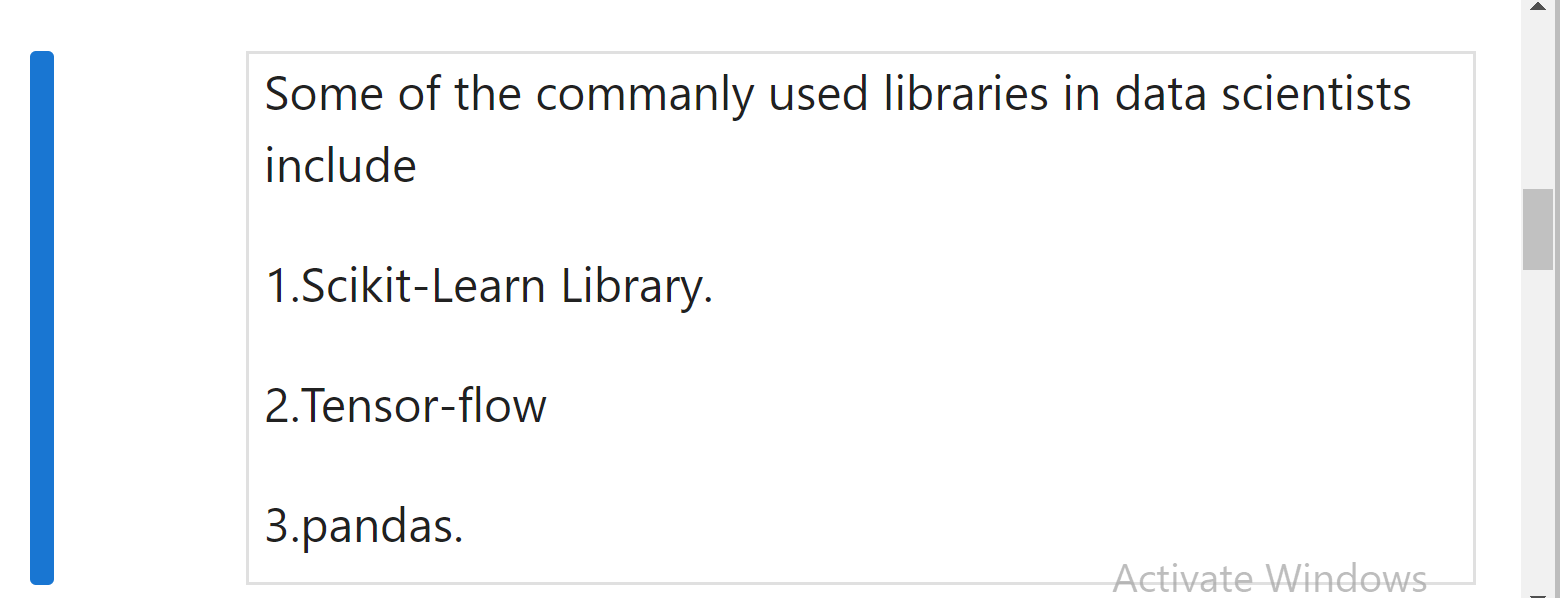 Some of the commanly used libraries in data scientists
include
1.Scikit-Learn Library.
2.Tensor-flow
3.pandas.
Activate Windows